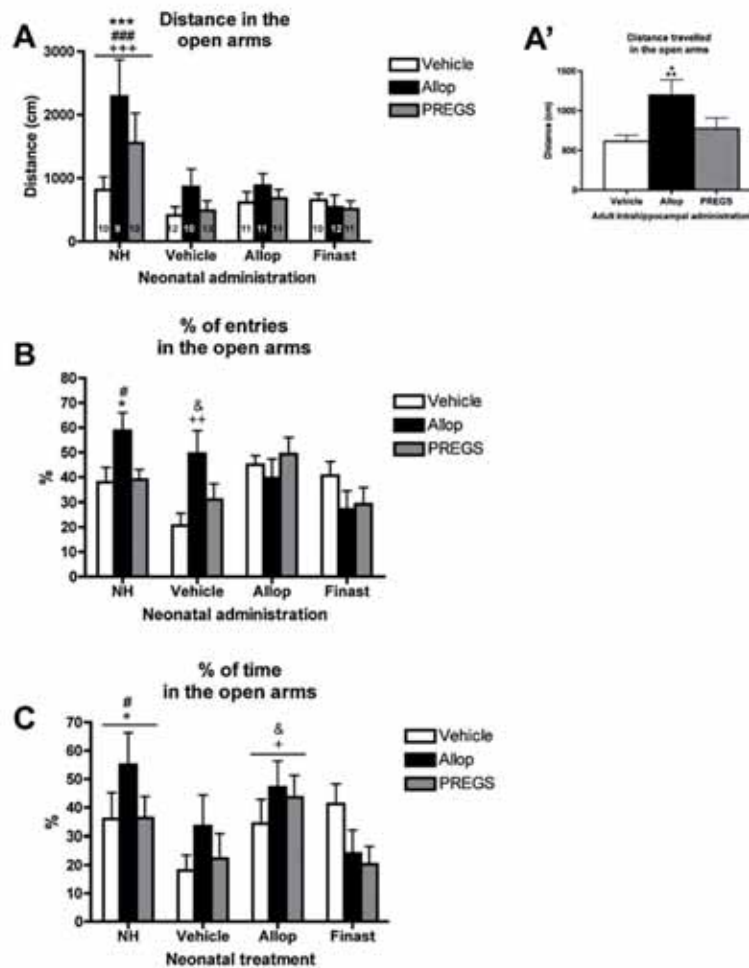 A
Distance in the
open arms
***
###
+++
Distance (cm)
3000
2000
1000
0
10 9 10 12 10 13 11 11 11 10 12 11
NH Vehicle Allop Finast
Neonatal administration
Vehicle
Allop
PREGS
A'
Distance travelled
in the open arms
Distance (cm)
1500
1000
500
0
Vehicle Allop PREGS
Adult Intrahippocampal administration
B
% of entries
in the open arms
%
80
70
60
50
40
30
20
10
0
#
*
&
++
NH Vehicle Allop Finast
Neonatal administration
Vehicle
Allop
PREGS
C
% of time
in the open arms
%
70
60
50
40
30
20
10
0
#
*
&
+
NH Vehicle Allop Finast
Neonatal treatment
Vehicle
Allop
PREGS